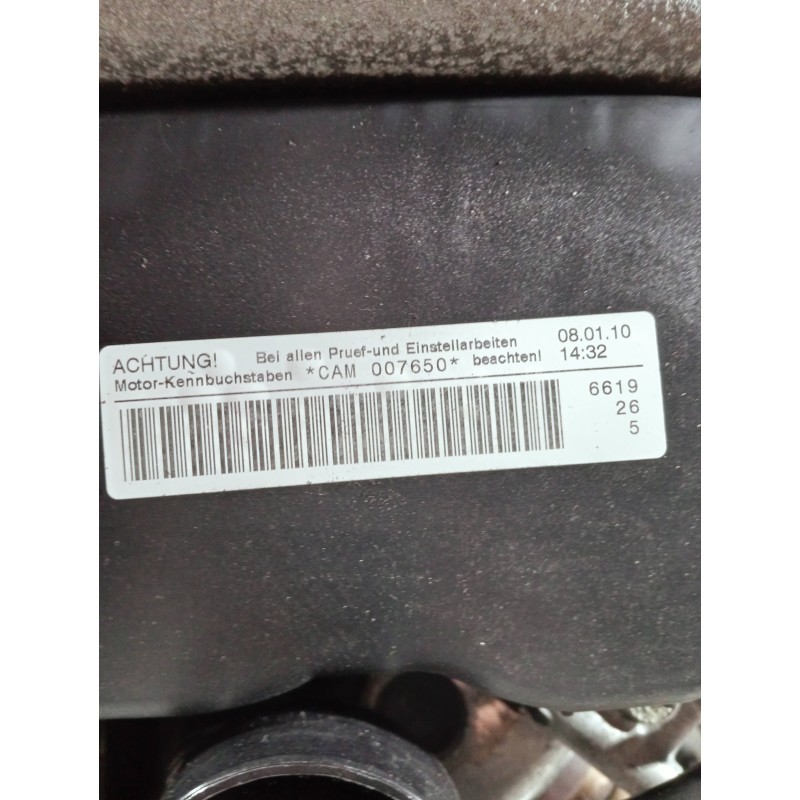 ACHTUNG! Bei allen Pruef-und Einstellarbeiten 08.01.10
Motor-Kennbuchstaben *CAM 007650* beachten! 14:32
6619
26
5